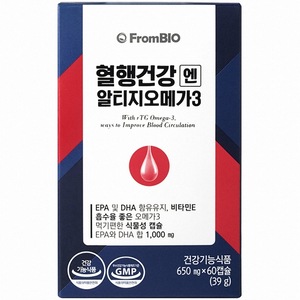 FromBIO
혈행건강 엔
알티지오메가3
With rTG Omega-3,
ways to Improve Blood Circulation
EPA 및 DHA 함유유지, 비타민E
흡수율 좋은 오메가3
먹기편한 식물성 캡슐
EPA와 DHA 합 1,000 mg
건강
기능식품
GMP
건강기능식품
650 mg×60캡슐
(39 g)